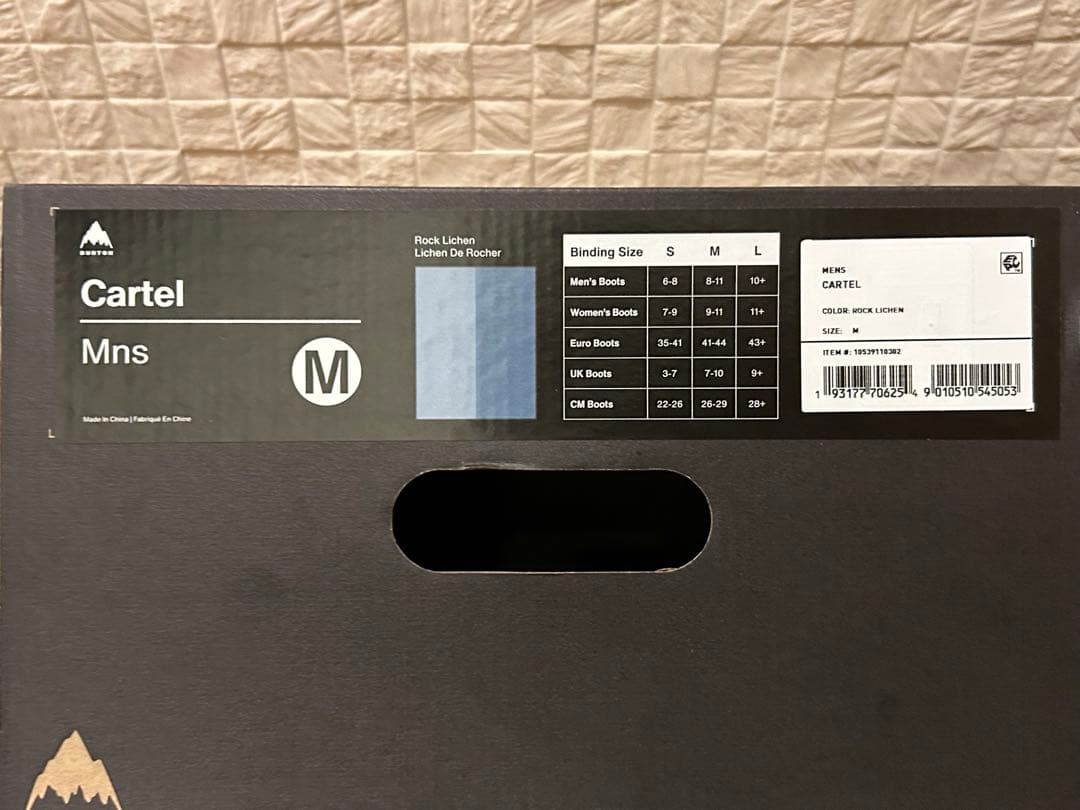 BURTON
Cartel
Mns
M
Made In China | Fabriqué En Chine
Rock Lichen
Lichen De Rocher
Binding Size S M L
Men's Boots 6-8 8-11 10+
Women's Boots 7-9 9-11 11+
Euro Boots 35-41 41-44 43+
UK Boots 3-7 7-10 9+
CM Boots 22-26 26-29 28+
MENS
CARTEL
COLOR: ROCK LICHEN
SIZE: M
ITEM #: 10539110302
1 93177 70625 4 9 010510 545053